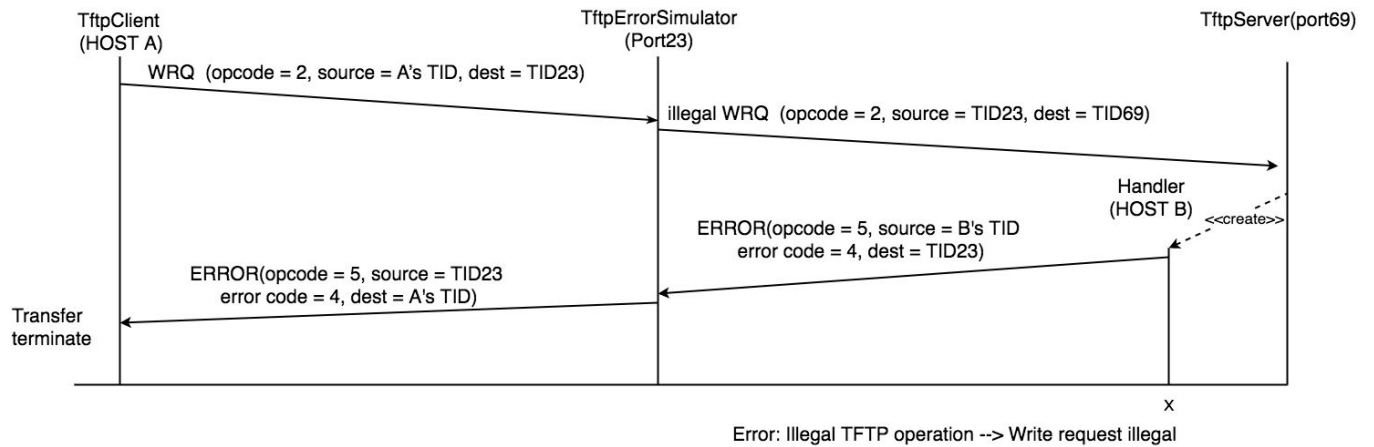 TftpClient
(HOST A)
TftpErrorSimulator
(Port23)
TftpServer(port69)
WRQ  (opcode = 2, source = A’s TID, dest = TID23)
illegal WRQ  (opcode = 2, source = TID23, dest = TID69)
Handler
(HOST B)
<<create>>
ERROR(opcode = 5, source = B's TID
error code = 4, dest = TID23)
ERROR(opcode = 5, source = TID23
error code = 4, dest = A's TID)
Transfer
terminate
x
Error: Illegal TFTP operation --> Write request illegal